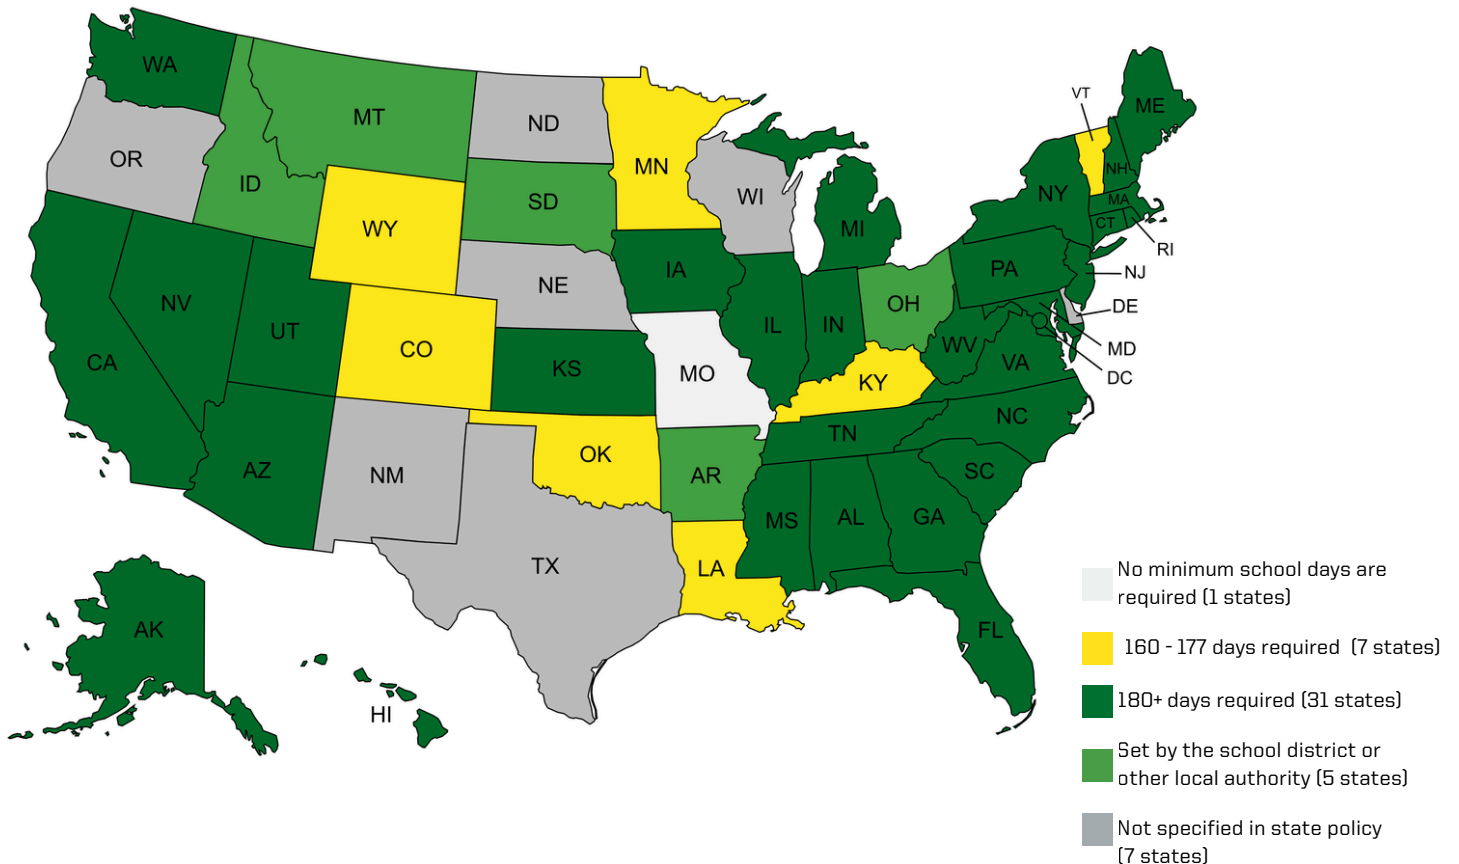 WA
OR
MT
ID
ND
MN
WY
SD
WI
MI
NY
VT
ME
NH
MA
CT
RI
NV
UT
CA
CO
NE
IA
KS
MO
IL
IN
OH
PA
NJ
DE
MD
DC
WV
VA
KY
NC
TN
SC
AZ
NM
OK
AR
TX
LA
MS
AL
GA
FL
AK
HI
No minimum school days are
required (1 states)
160 - 177 days required (7 states)
180+ days required (31 states)
Set by the school district or
other local authority (5 states)
Not specified in state policy
(7 states)